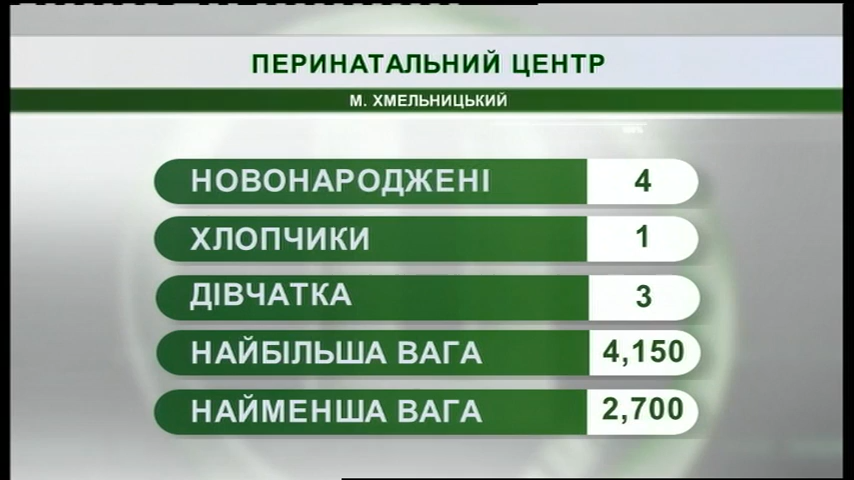 ПЕРИНАТАЛЬНИЙ ЦЕНТР
М. ХМЕЛЬНИЦЬКИЙ
НОВОНАРОДЖЕНІ 4
ХЛОПЧИКИ 1
ДІВЧАТКА 3
НАЙБІЛЬША ВАГА 4,150
НАЙМЕНША ВАГА 2,700